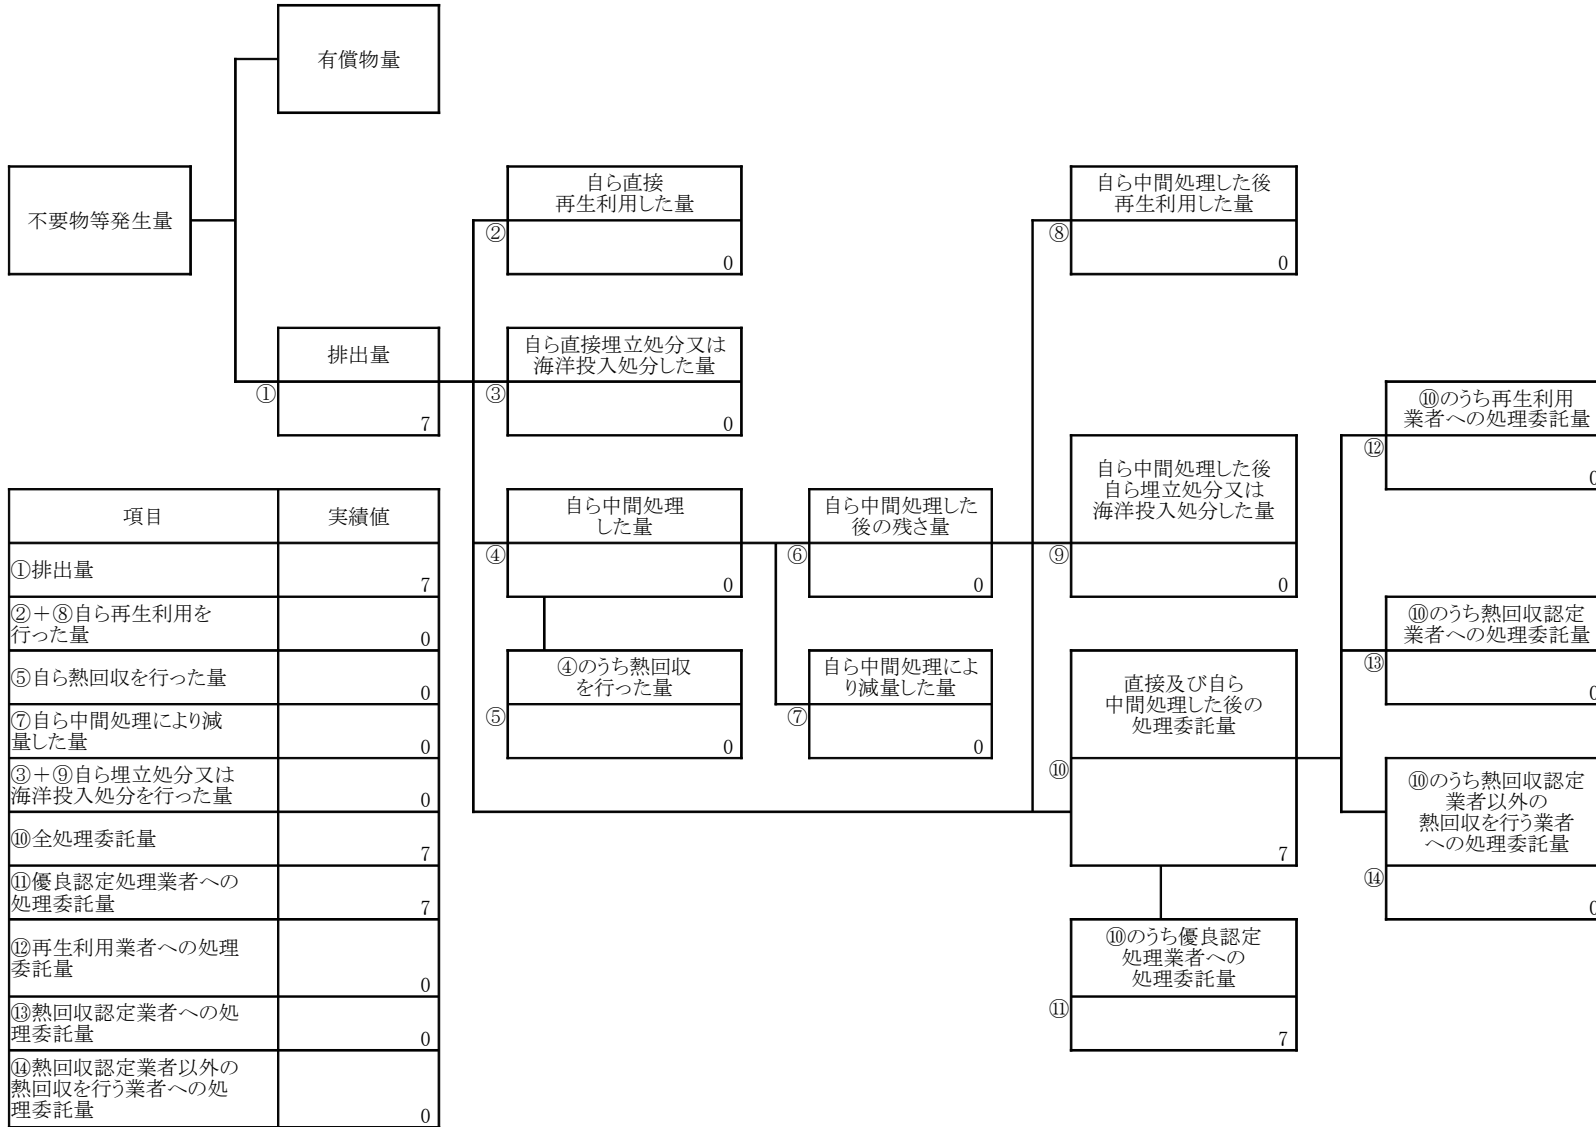 有償物量
不要物等発生量
自ら直接
再生利用した量
②
0
自ら中間処理した後
再生利用した量
⑧
0
排出量
①
7
自ら直接埋立処分又は
海洋投入処分した量
③
0
⑩のうち再生利用
業者への処理委託量
⑫
0
自ら中間処理した後
自ら埋立処分又は
海洋投入処分した量
⑨
0
自ら中間処理
した量
④
0
自ら中間処理した
後の残さ量
⑥
0
⑩のうち熱回収認定
業者への処理委託量
⑬
0
④のうち熱回収
を行った量
⑤
0
自ら中間処理によ
り減量した量
⑦
0
直接及び自ら
中間処理した後の
処理委託量
⑩
7
⑩のうち熱回収認定
業者以外の
熱回収を行う業者
への処理委託量
⑭
0
⑩のうち優良認定
処理業者への
処理委託量
⑪
7
項目 実績値
①排出量
7
②＋⑧自ら再生利用を
行った量 0
⑤自ら熱回収を行った量
0
⑦自ら中間処理により減
量した量 0
③＋⑨自ら埋立処分又は
海洋投入処分を行った量 0
⑩全処理委託量
7
⑪優良認定処理業者への
処理委託量 7
⑫再生利用業者への処理
委託量
0
⑬熱回収認定業者への処
理委託量 0
⑭熱回収認定業者以外の
熱回収を行う業者への処
理委託量 0